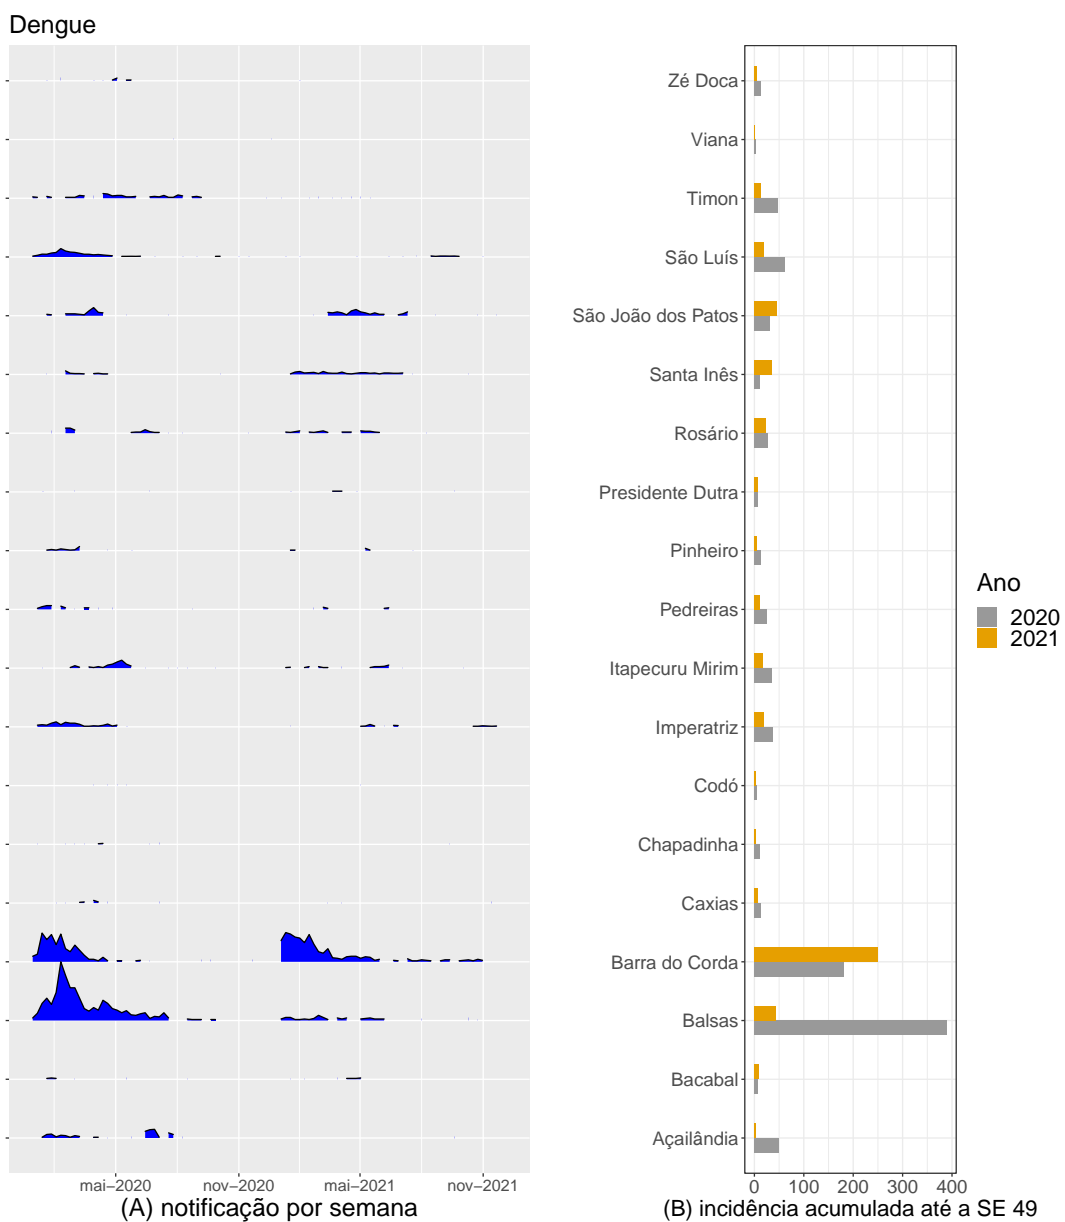 Dengue
Zé Doca
Viana
Timon
São Luís
São João dos Patos
Santa Inês
Rosário
Presidente Dutra
Pinheiro
Pedreiras
Itapecuru Mirim
Imperatriz
Codó
Chapadinha
Caxias
Barra do Corda
Balsas
Bacabal
Açailândia
Ano
2020
2021
mai–2020 nov–2020 mai–2021 nov–2021
0 100 200 300 400
(A) notificação por semana
(B) incidência acumulada até a SE 49